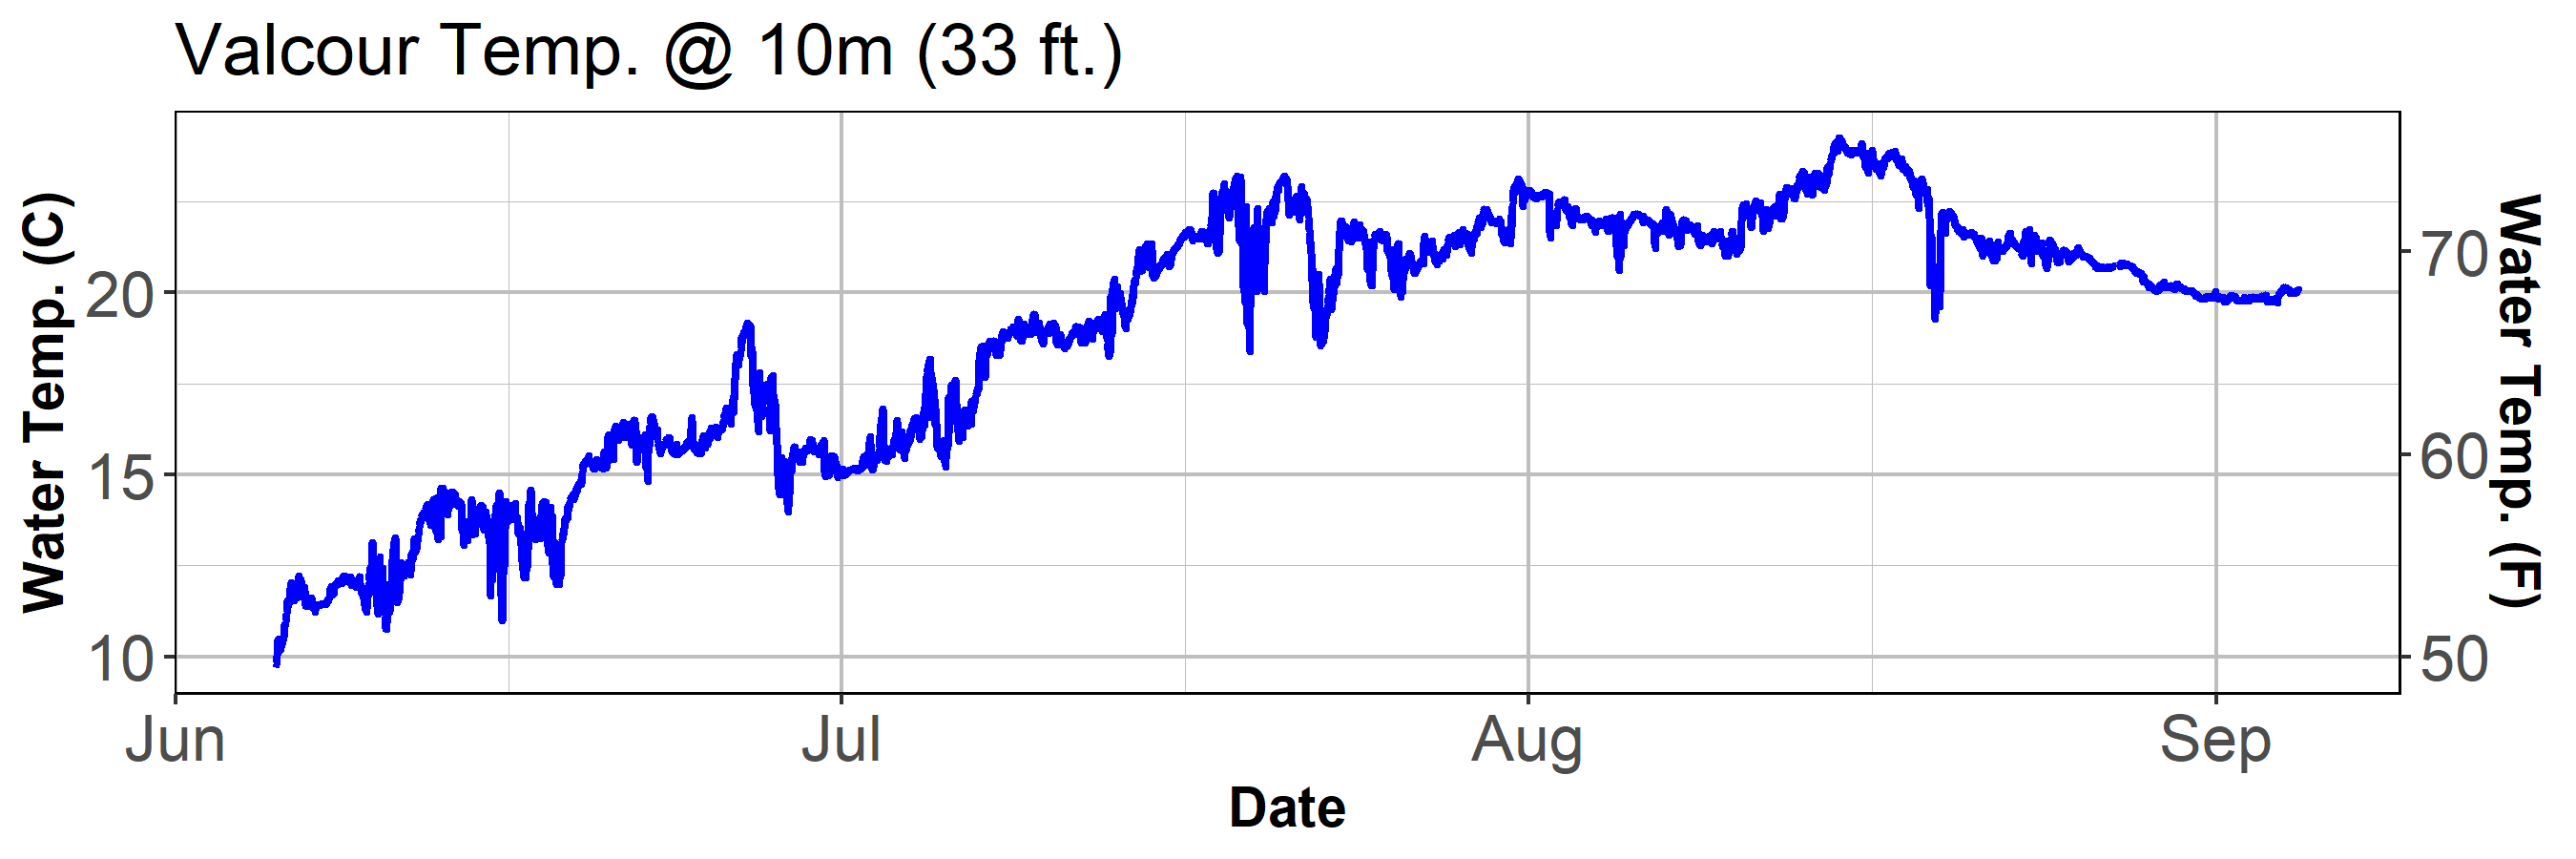 Valcour Temp. @ 10m (33 ft.)
Water Temp. (C)
20
15
10
70
60
50
Water Temp. (F)
Jun Jul Aug Sep
Date